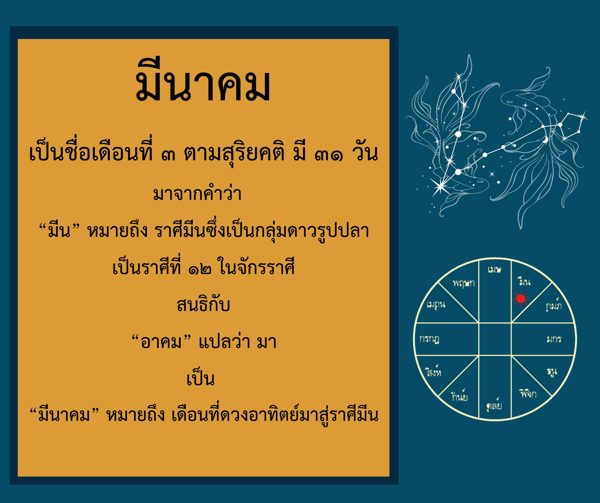 มีนาคม
เป็นชื่อเดือนที่ ๓ ตามสุริยคติ มี ๓๑ วัน
มาจากคำว่า
“มีน” หมายถึง ราศีมีนซึ่งเป็นกลุ่มดาวรูปปลา
เป็นราศีที่ ๑๒ ในจักรราศี
สนธิกับ
“อาคม” แปลว่า มา
เป็น
“มีนาคม” หมายถึง เดือนที่ดวงอาทิตย์มาสู่ราศีมีน
เมษ
พฤษภ
มีน
เมถุน
กุมภ์
กรกฎ
มกร
สิงห์
ธนู
กันย์
ตุลย์
พิจิก